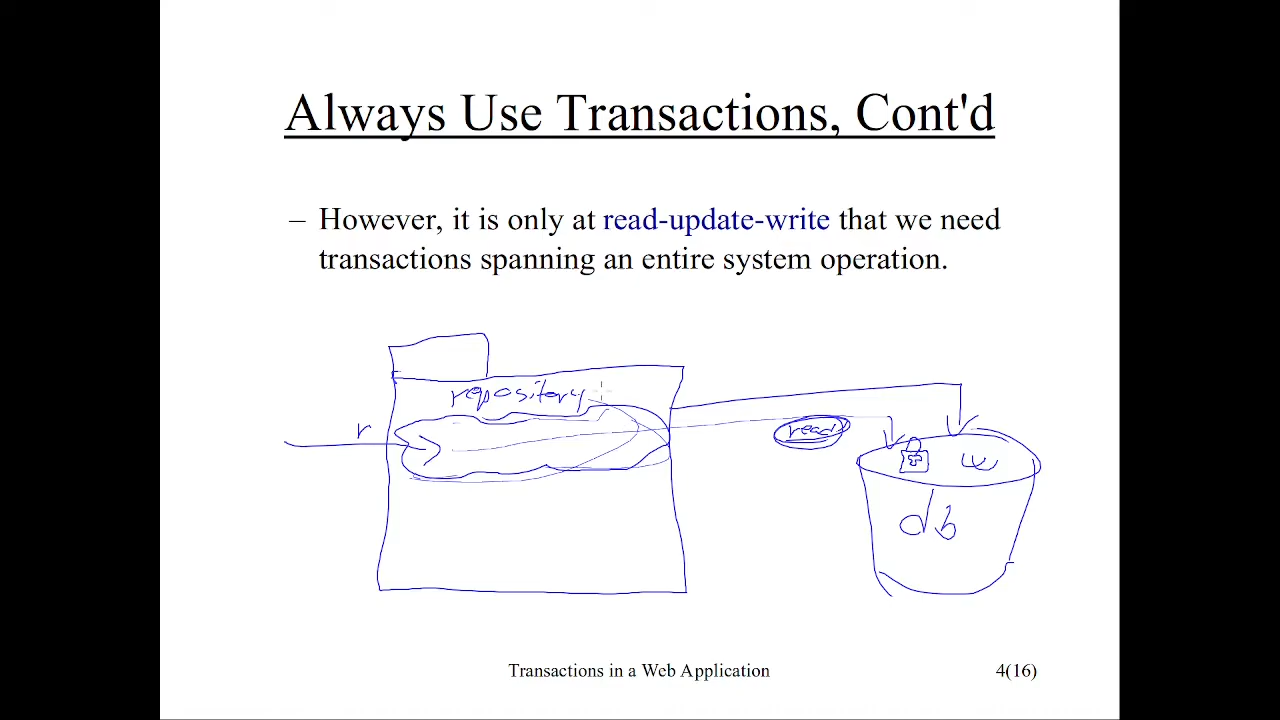 Always Use Transactions, Cont'd
– However, it is only at read-update-write that we need
transactions spanning an entire system operation.
repository
r
read
w
db
Transactions in a Web Application
4(16)